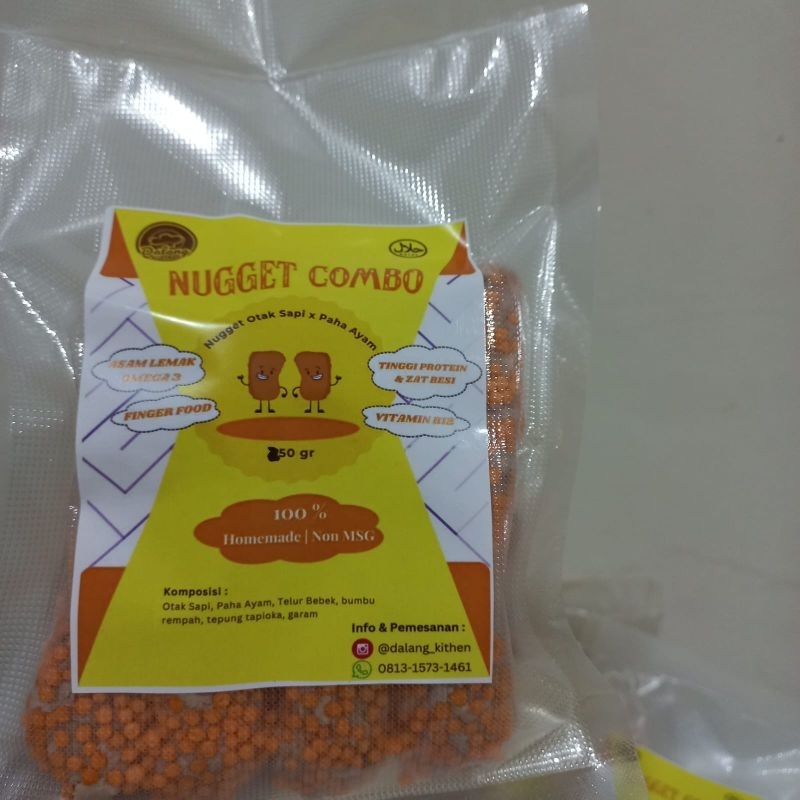 Dalang
حلال
NUGGET COMBO
Nugget Otak Sapi x Paha Ayam
ASAM LEMAK
OMEGA 3
FINGER FOOD
TINGGI PROTEIN
& ZAT BESI
VITAMIN B12
50 gr
100 %
Homemade | Non MSG
Komposisi :
Otak Sapi, Paha Ayam, Telur Bebek, bumbu
rempah, tepung tapioka, garam
Info & Pemesanan :
@dalang_kithen
0813-1573-1461